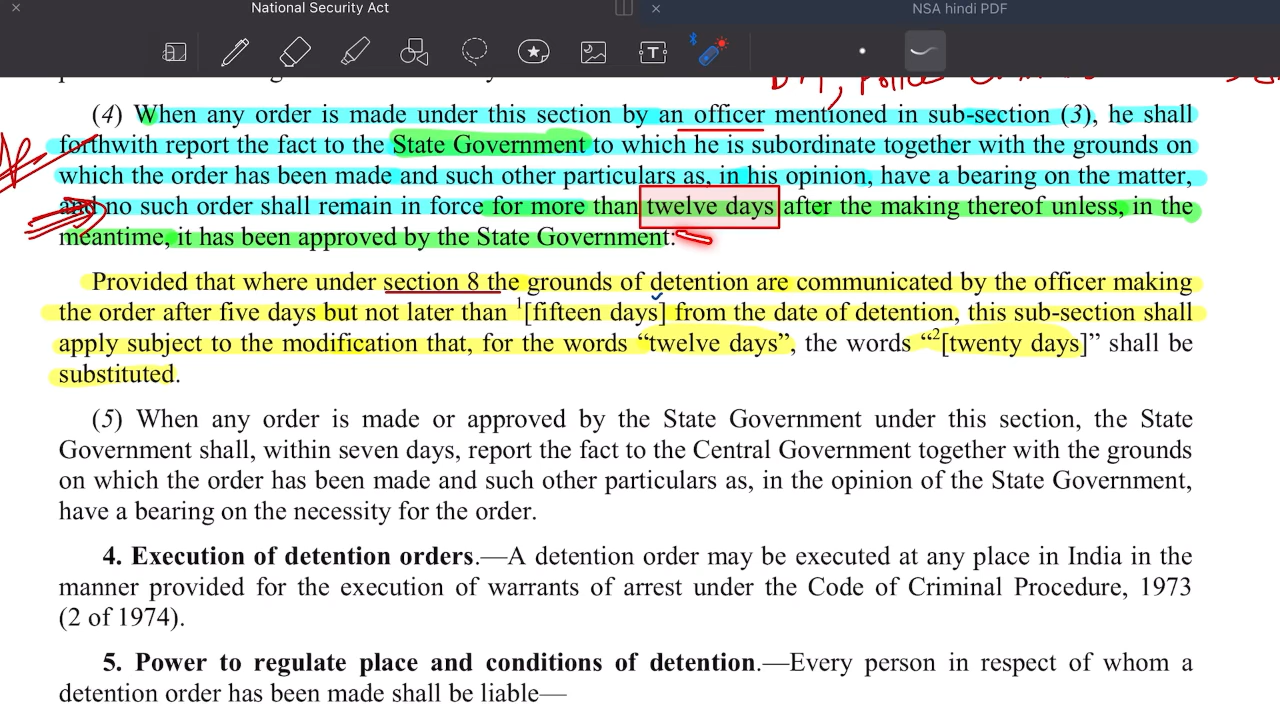 National Security Act
NSA hindi PDF
(4) When any order is made under this section by an officer mentioned in sub-section (3), he shall
forthwith report the fact to the State Government to which he is subordinate together with the grounds on
which the order has been made and such other particulars as, in his opinion, have a bearing on the matter,
and no such order shall remain in force for more than twelve days after the making thereof unless, in the
meantime, it has been approved by the State Government:
Provided that where under section 8 the grounds of detention are communicated by the officer making
the order after five days but not later than ¹[fifteen days] from the date of detention, this sub-section shall
apply subject to the modification that, for the words “twelve days”, the words “²[twenty days]” shall be
substituted.
(5) When any order is made or approved by the State Government under this section, the State
Government shall, within seven days, report the fact to the Central Government together with the grounds
on which the order has been made and such other particulars as, in the opinion of the State Government,
have a bearing on the necessity for the order.
4. Execution of detention orders.—A detention order may be executed at any place in India in the
manner provided for the execution of warrants of arrest under the Code of Criminal Procedure, 1973
(2 of 1974).
5. Power to regulate place and conditions of detention.—Every person in respect of whom a
detention order has been made shall be liable—